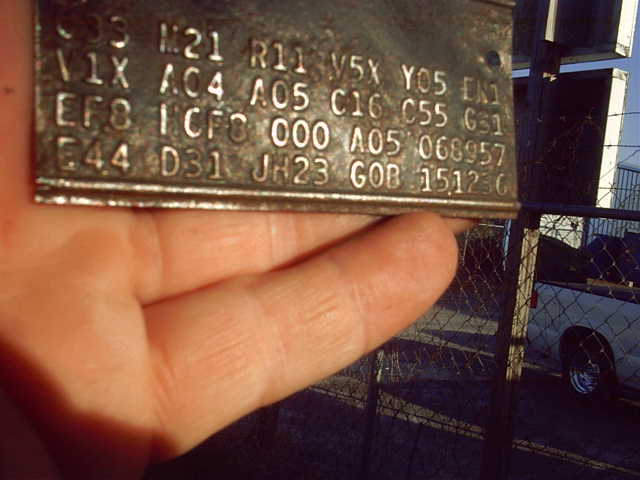 C33 M21 R11 V5X Y05 EN1
V1X A04 A05 C16 C55 G31
EF8 MCF8 000 A05 068957
E44 D31 JH23 G0B 151230